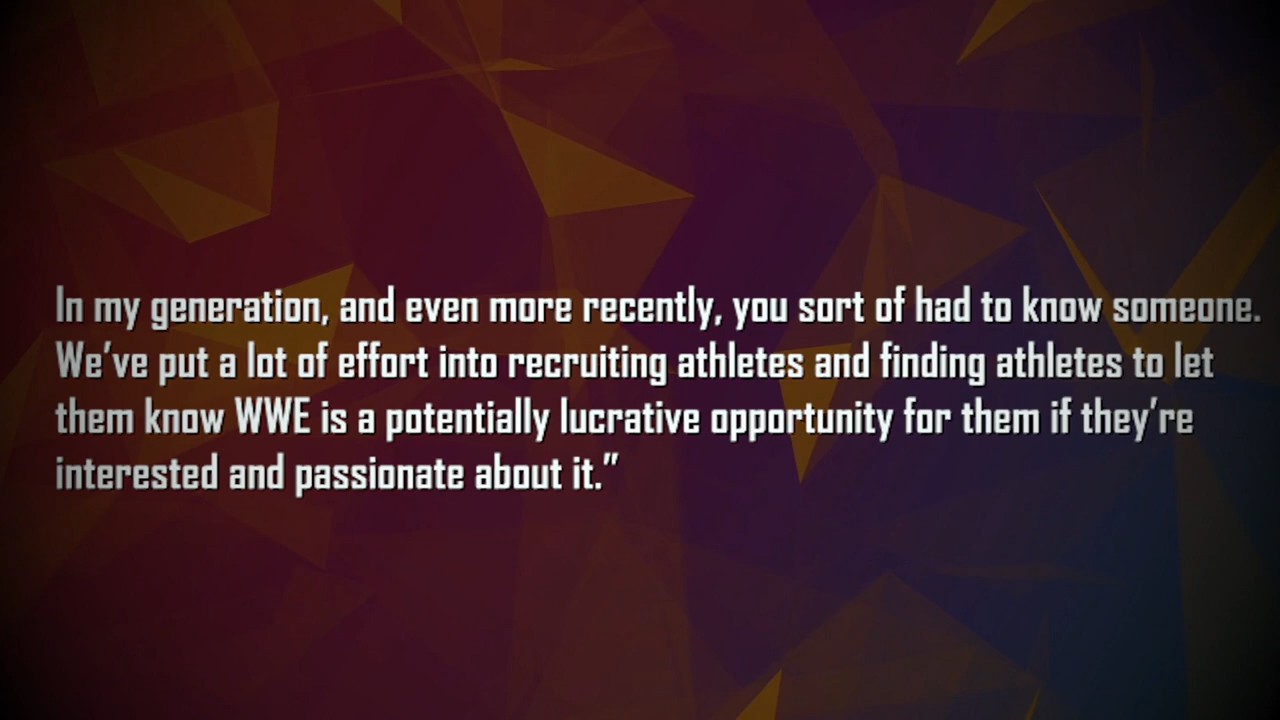 In my generation, and even more recently, you sort of had to know someone.
We’ve put a lot of effort into recruiting athletes and finding athletes to let
them know WWE is a potentially lucrative opportunity for them if they’re
interested and passionate about it.”